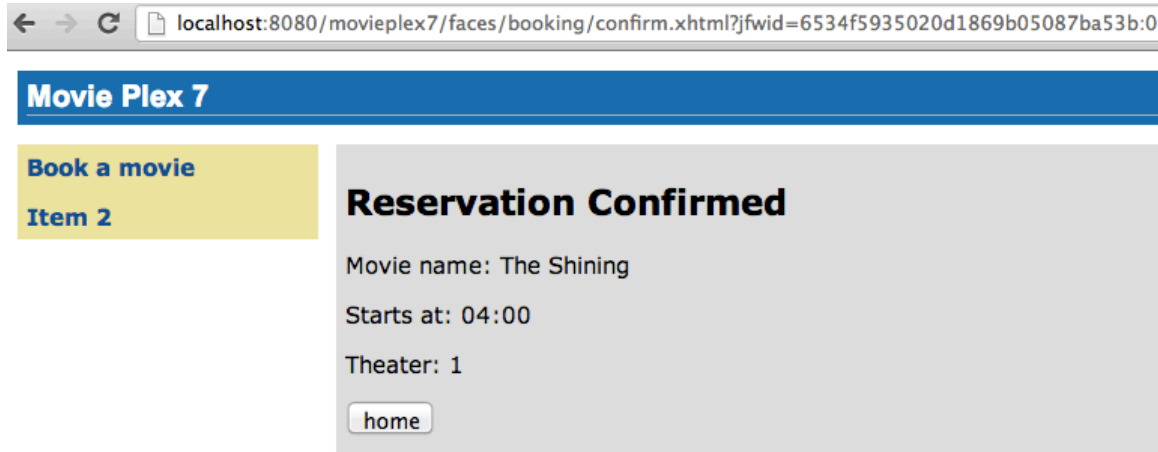 localhost:8080/movieplex7/faces/booking/confirm.xhtml?jfwid=6534f5935020d1869b05087ba53b:0
Movie Plex 7
Book a movie
Item 2
Reservation Confirmed
Movie name: The Shining
Starts at: 04:00
Theater: 1
home